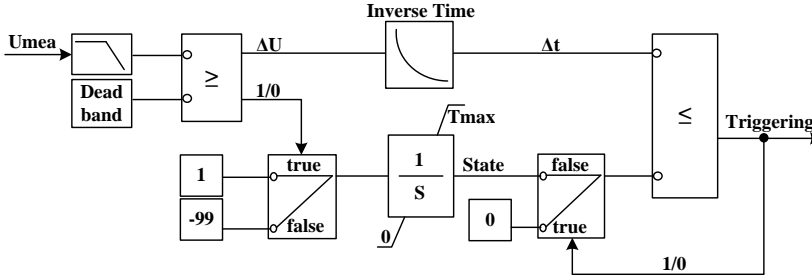 Inverse Time
Umea
ΔU
Δt
Dead
band
≥
1/0
≤
Tmax
Triggering
1
true
1
S
State
false
-99
false
0
0
true
1/0